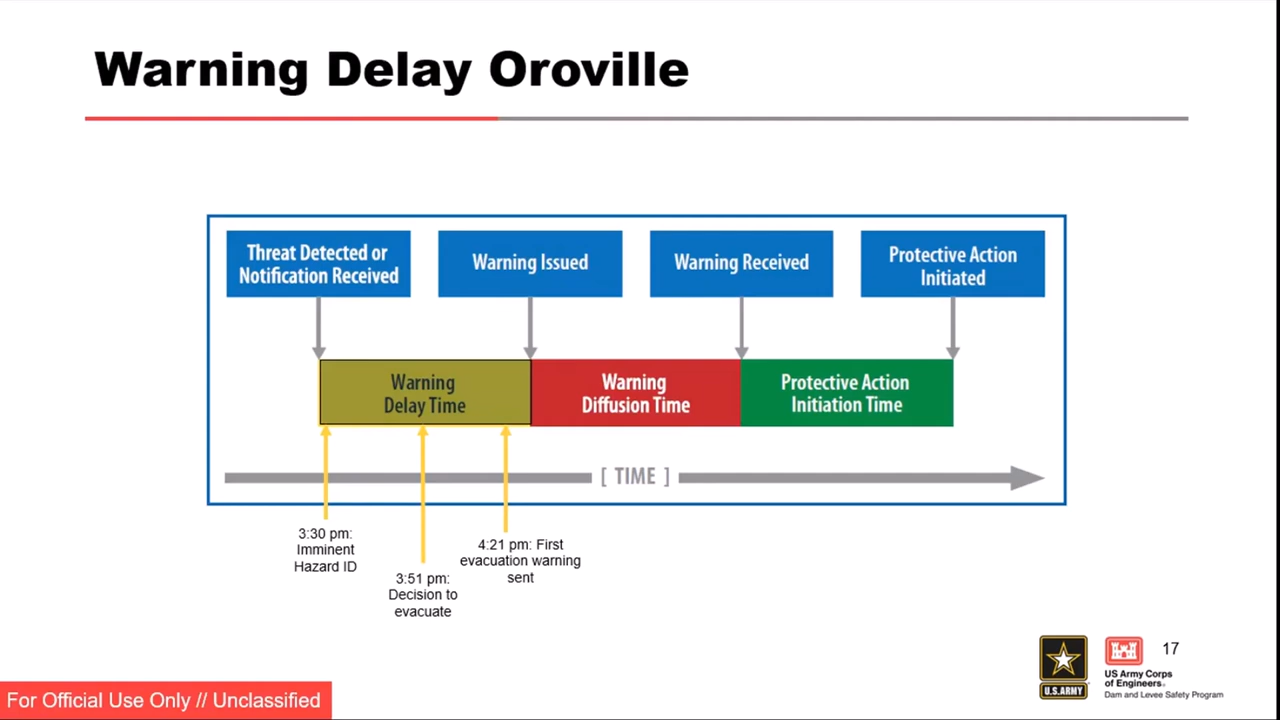 Warning Delay Oroville
Threat Detected or
Notification Received
Warning Issued
Warning Received
Protective Action
Initiated
Warning
Delay Time
Warning
Diffusion Time
Protective Action
Initiation Time
[ TIME ]
3:30 pm:
Imminent
Hazard ID
3:51 pm:
Decision to
evacuate
4:21 pm: First
evacuation warning
sent
U.S.ARMY
US Army Corps
of Engineers®
Dam and Levee Safety Program
17
For Official Use Only // Unclassified